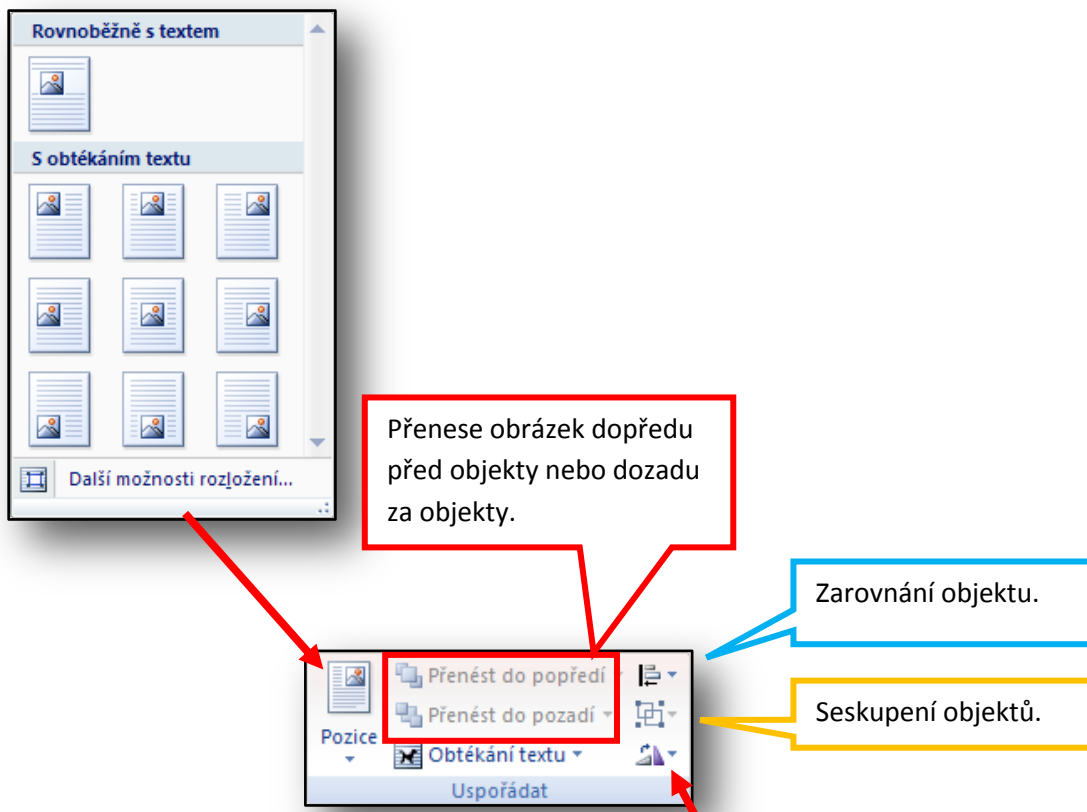 Rovnoběžně s textem
S obtékáním textu
Další možnosti rozložení...
Přenese obrázek dopředu
před objekty nebo dozadu
za objekty.
Zarovnání objektu.
Seskupení objektů.
Přenést do popředí
Přenést do pozadí
Pozice
Obtékání textu
Uspořádat